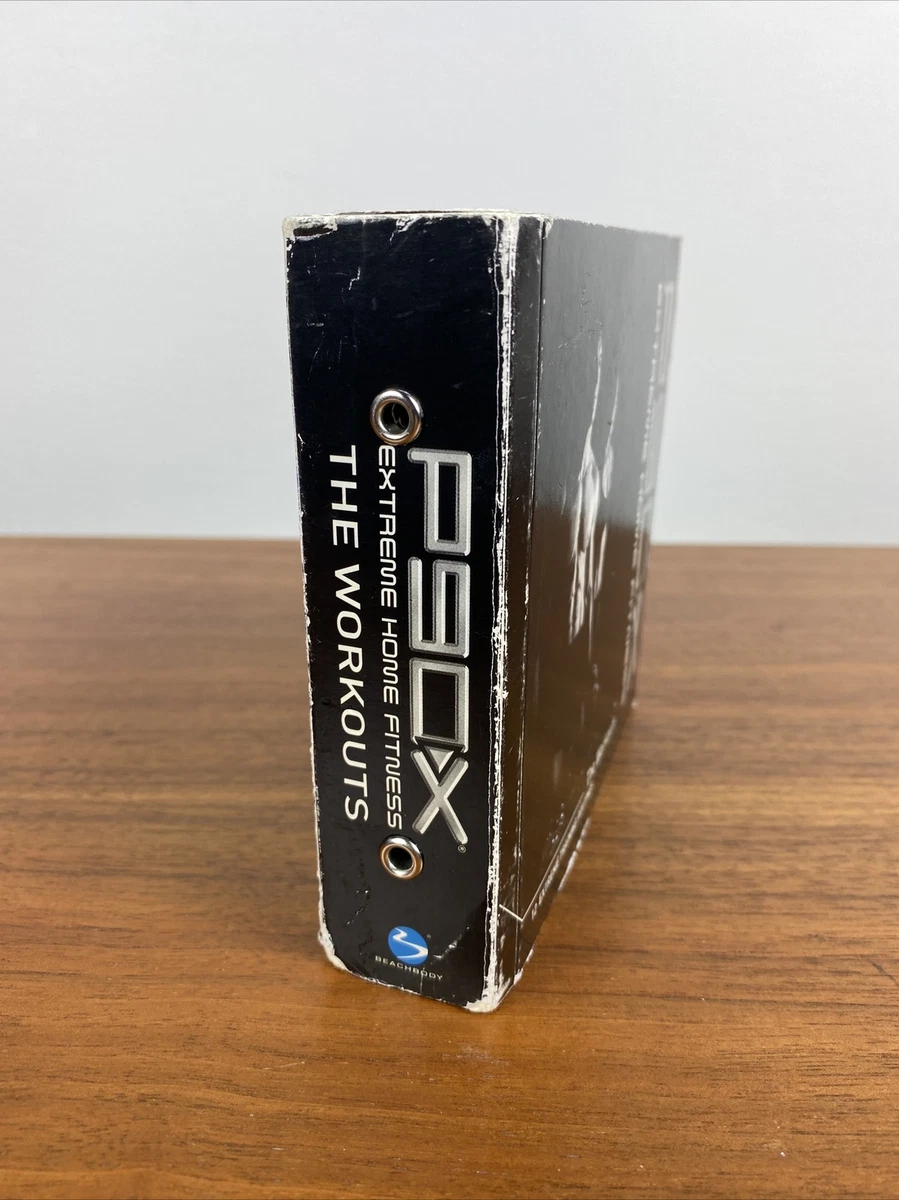 P90X®
EXTREME HOME FITNESS
THE WORKOUTS
BEACHBODY